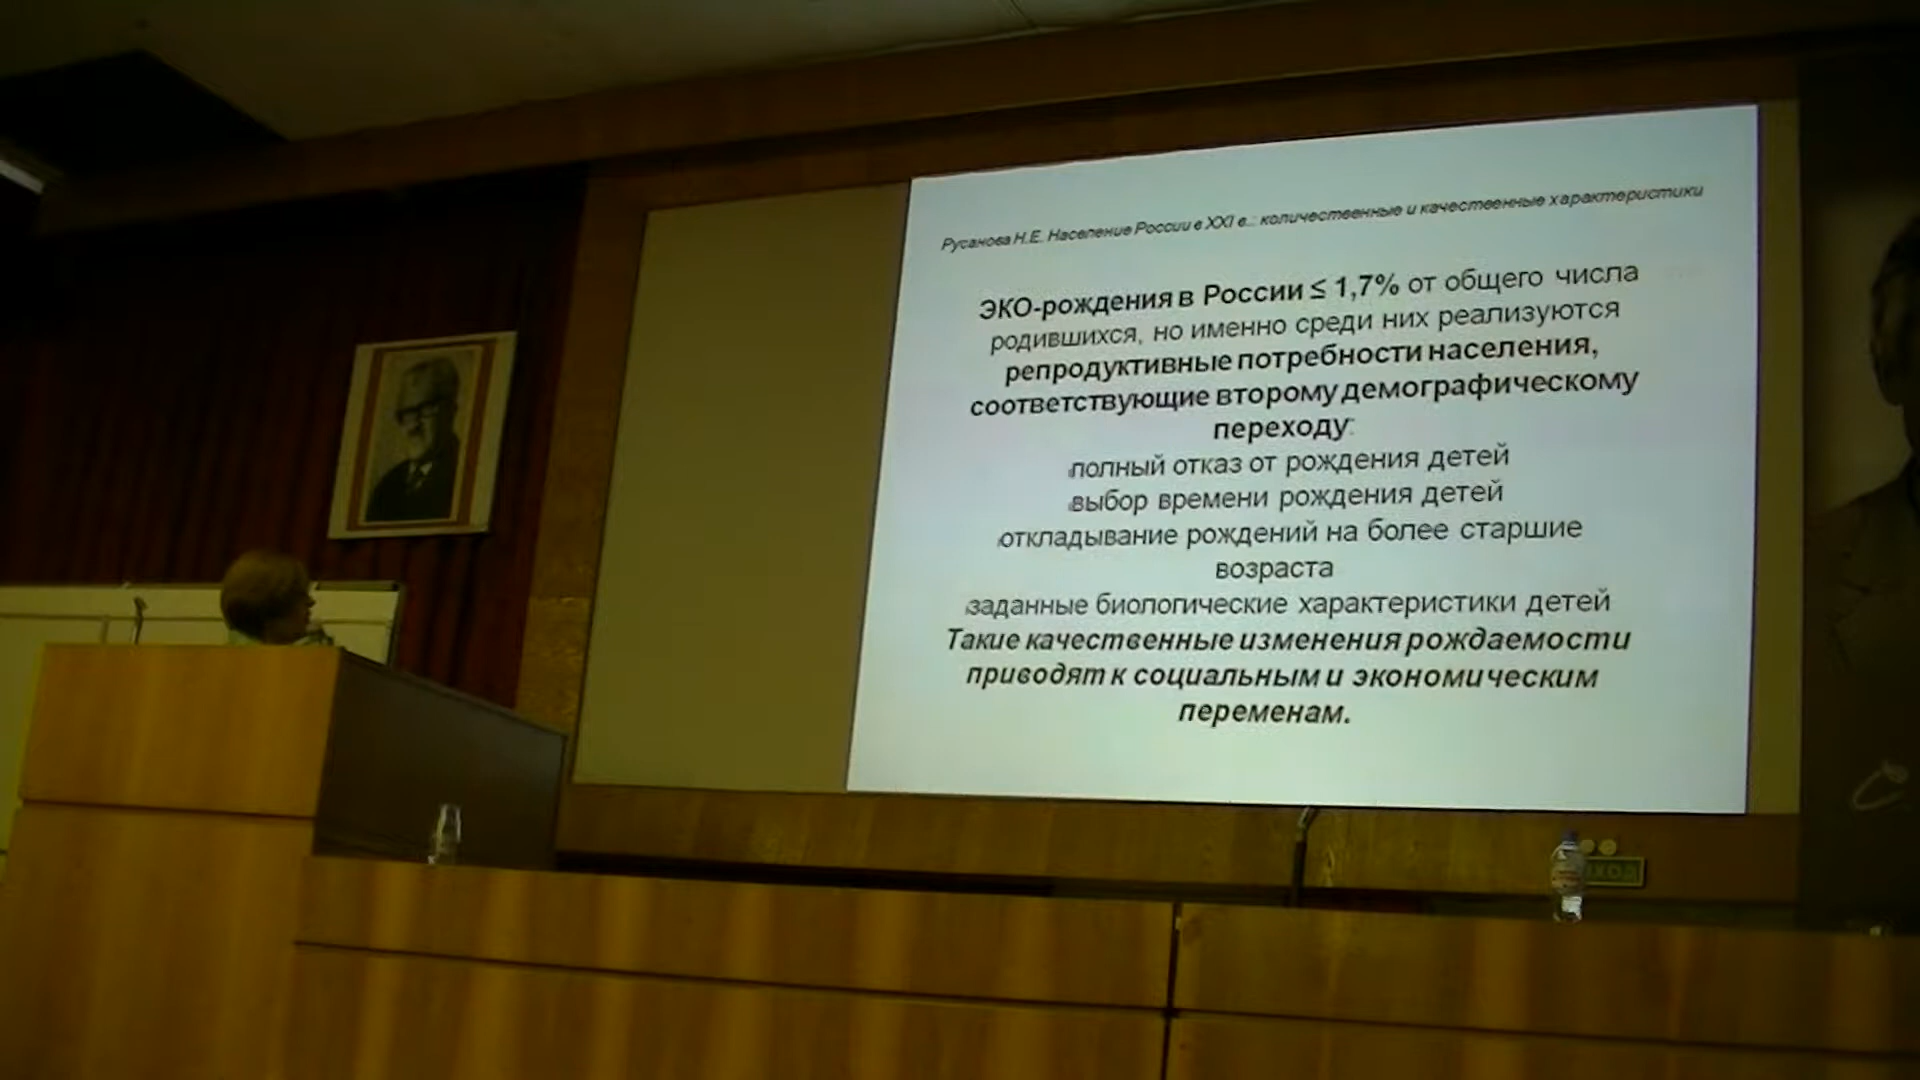 Русанова Н.Е. Население России в XXI в.: количественные и качественные характеристики
ЭКО-рождения в России ≤ 1,7% от общего числа
родившихся, но именно среди них реализуются
репродуктивные потребности населения,
соответствующие второму демографическому
переходу:
полный отказ от рождения детей
выбор времени рождения детей
откладывание рождений на более старшие
возраста
заданные биологические характеристики детей
Такие качественные изменения рождаемости
приводят к социальным и экономическим
переменам.